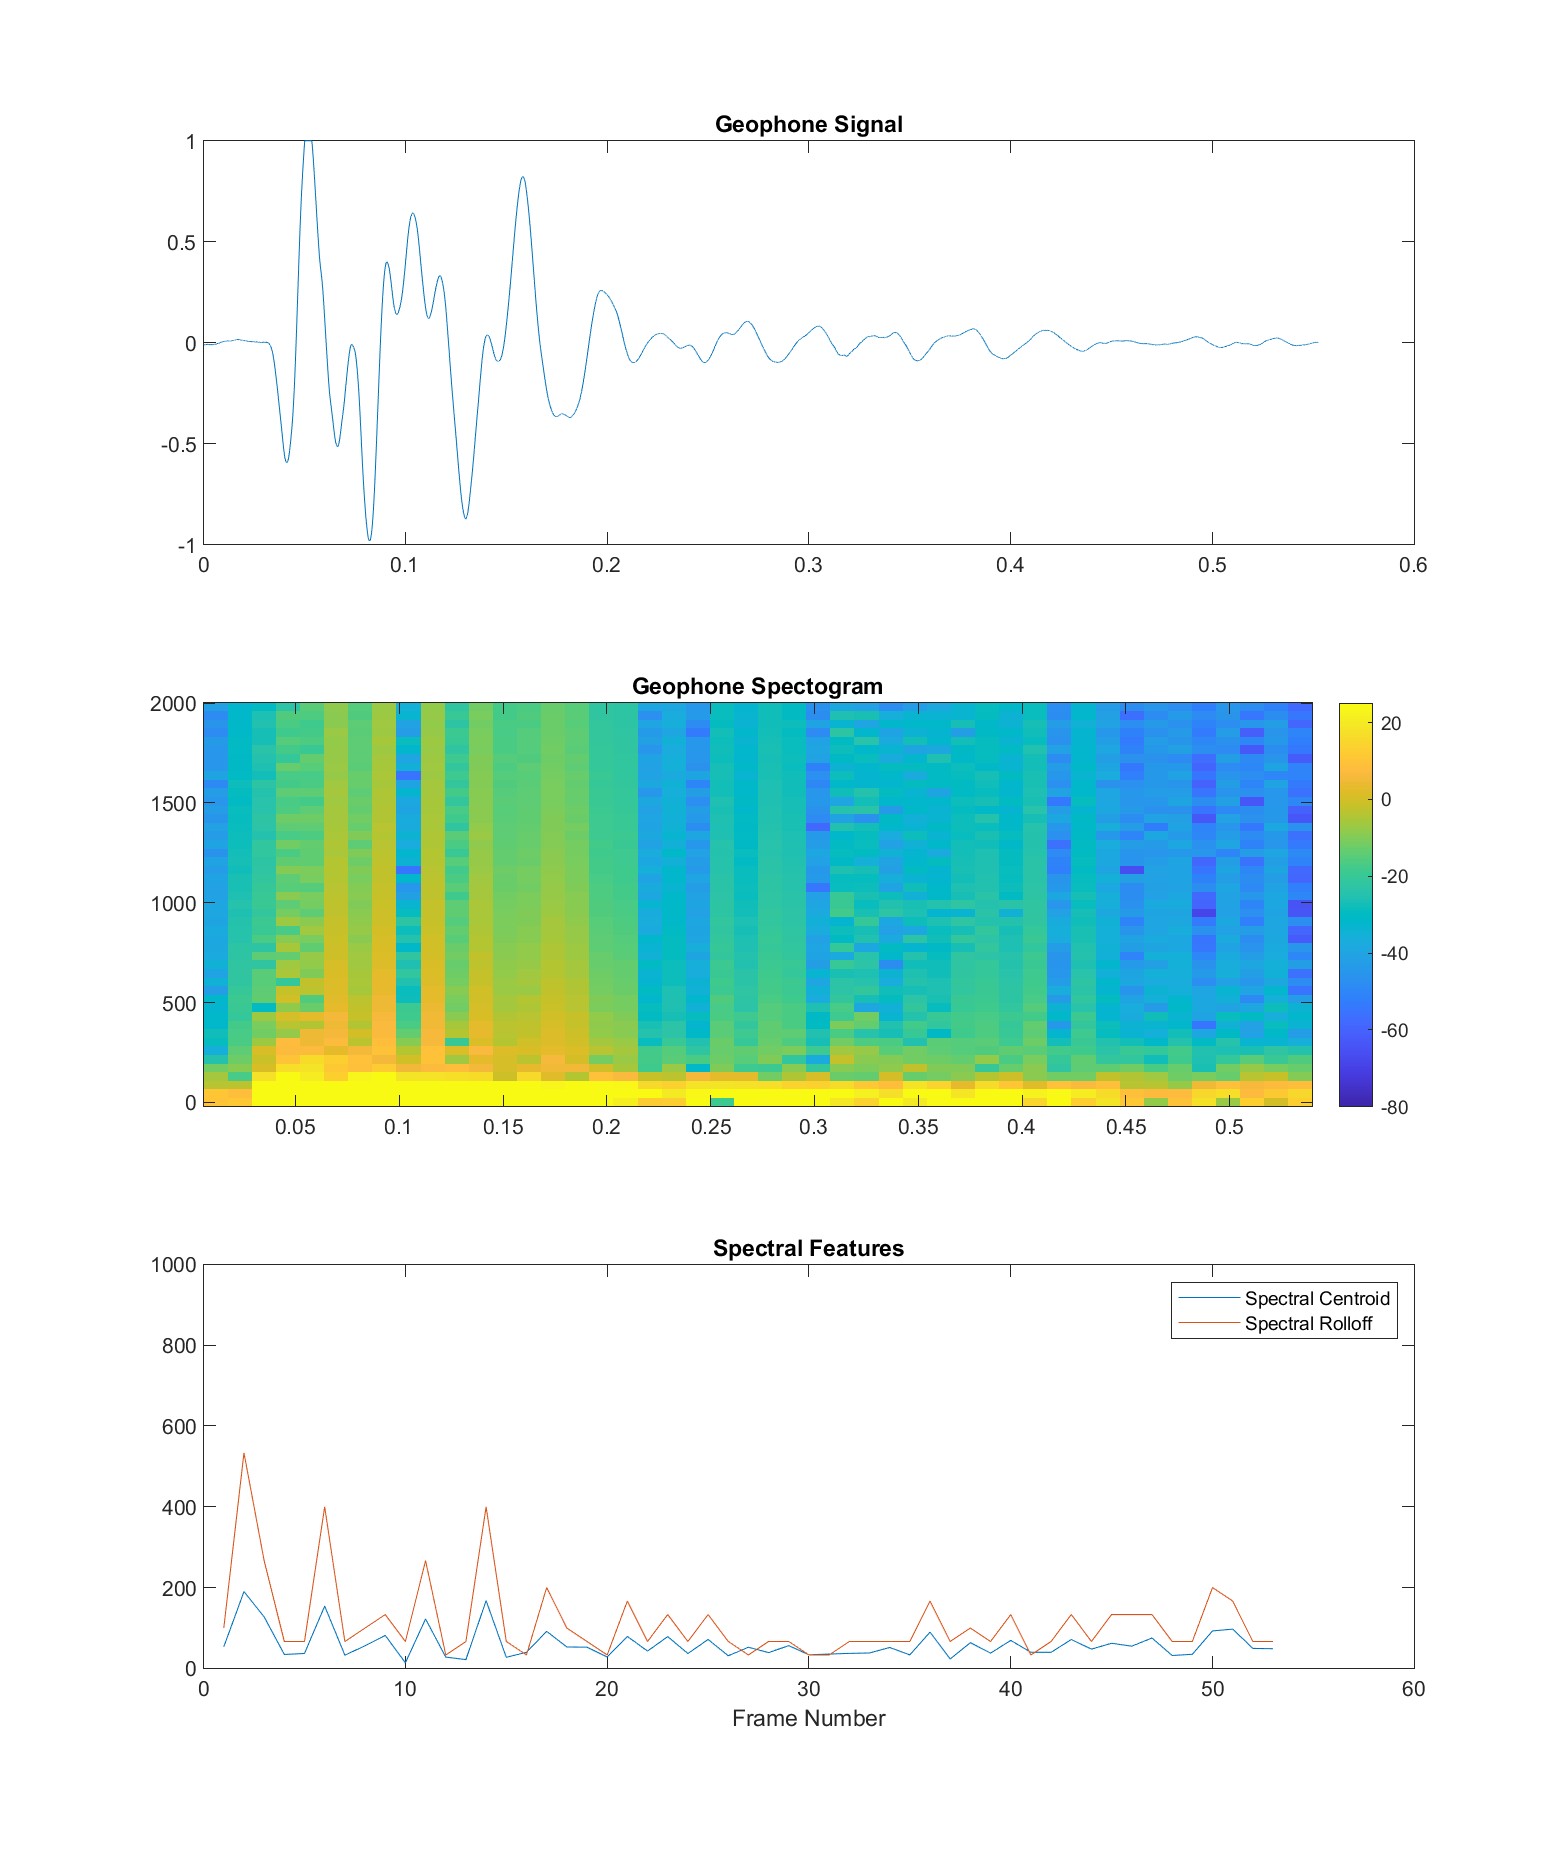 Geophone Signal
1
0.5
0
-0.5
-1
0 0.1 0.2 0.3 0.4 0.5 0.6
Geophone Spectogram
2000
1500
1000
500
0
0.05 0.1 0.15 0.2 0.25 0.3 0.35 0.4 0.45 0.5
20
0
-20
-40
-60
-80
Spectral Features
1000
800
600
400
200
0
Spectral Centroid
Spectral Rolloff
0 10 20 30 40 50 60
Frame Number